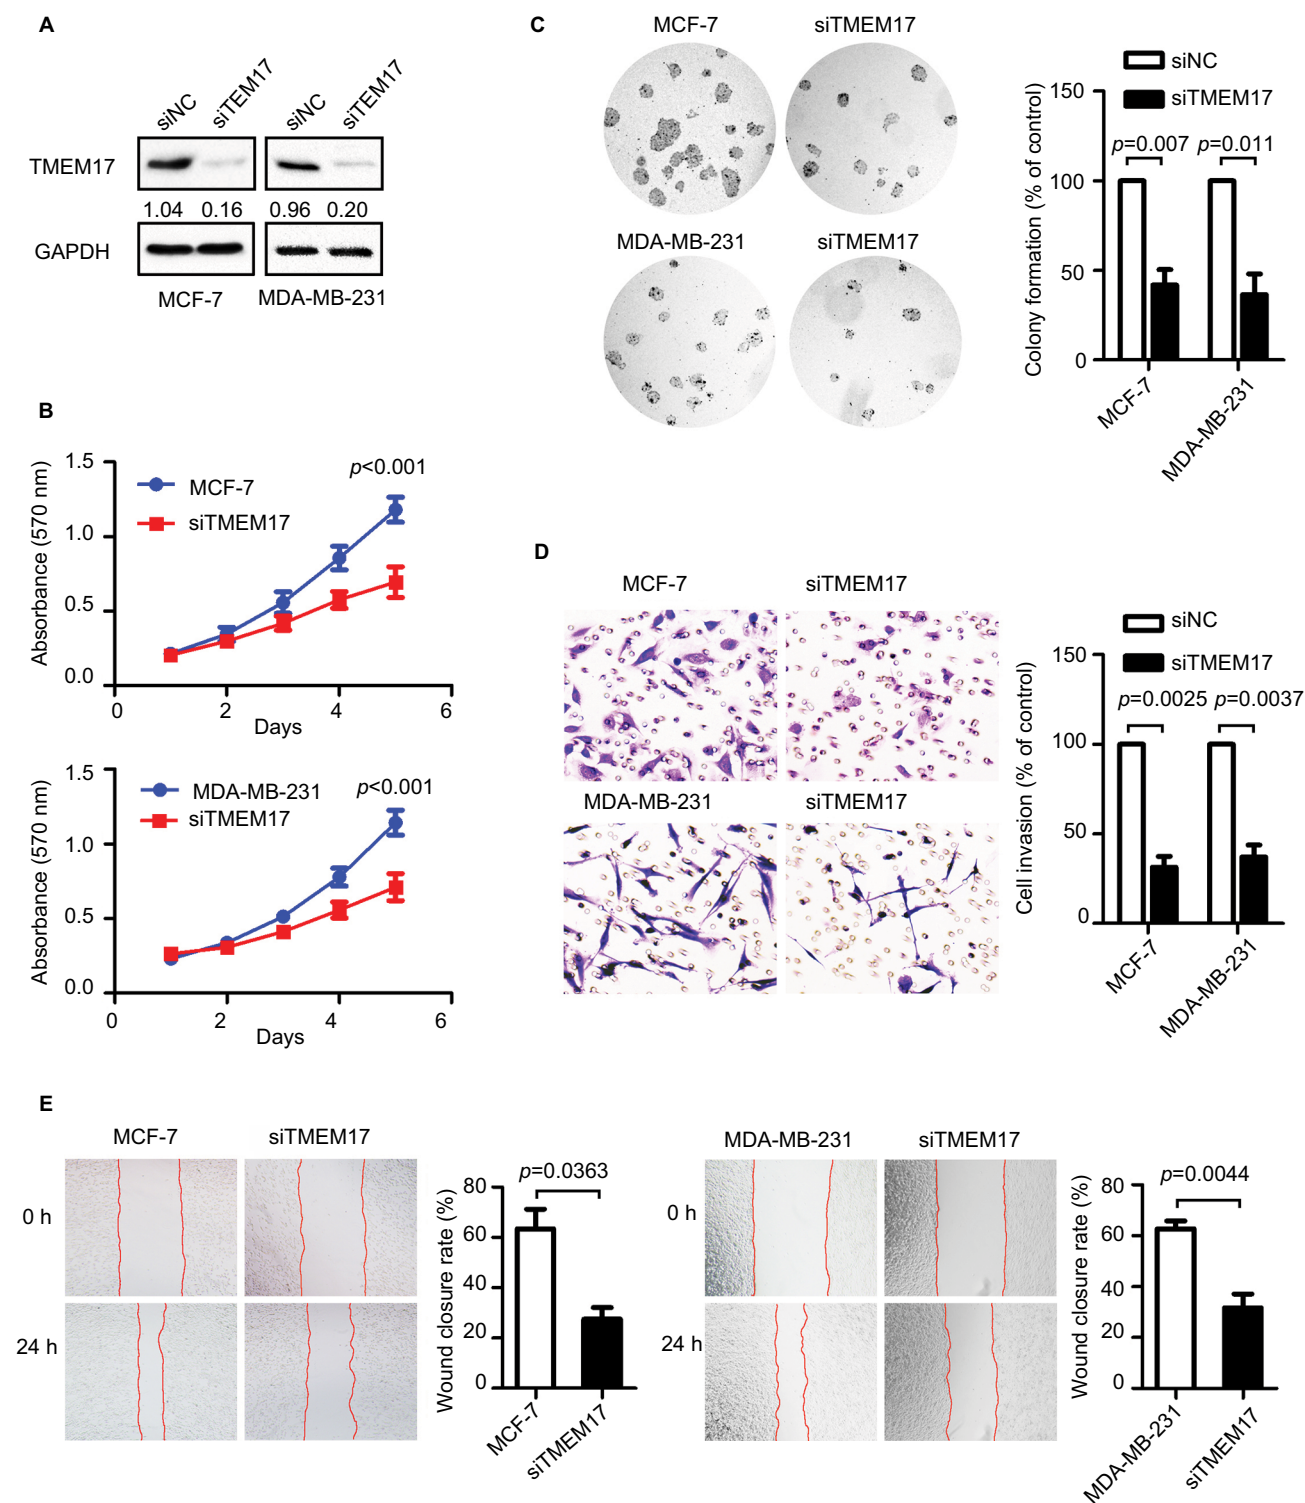 A
siNC siTEM17 siNC siTEM17
TMEM17
1.04 0.16 0.96 0.20
GAPDH
MCF-7 MDA-MB-231
B
Absorbance (570 nm)
1.5
1.0
0.5
0.0
MCF-7
siTMEM17
p<0.001
0 2 4 6
Days
Absorbance (570 nm)
1.5
1.0
0.5
0.0
MDA-MB-231
siTMEM17
p<0.001
0 2 4 6
Days
C
MCF-7 siTMEM17
MDA-MB-231 siTMEM17
siNC
siTMEM17
Colony formation (% of control)
150
100
50
0
p=0.007 p=0.011
MCF-7
MDA-MB-231
D
MCF-7 siTMEM17
MDA-MB-231 siTMEM17
siNC
siTMEM17
Cell invasion (% of control)
150
100
50
0
p=0.0025 p=0.0037
MCF-7
MDA-MB-231
E
MCF-7 siTMEM17
0 h
24 h
Wound closure rate (%)
80
60
40
20
0
p=0.0363
MCF-7
siTMEM17
MDA-MB-231 siTMEM17
0 h
24 h
Wound closure rate (%)
80
60
40
20
0
p=0.0044
MDA-MB-231
siTMEM17